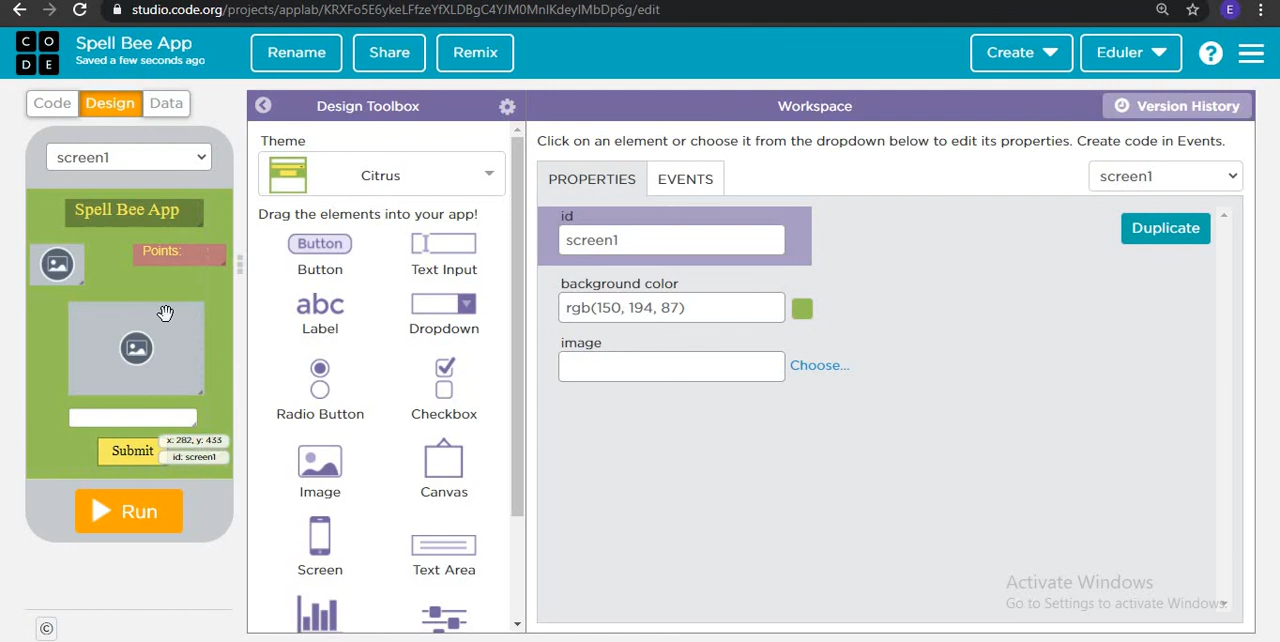 studio.code.org/projects/applab/KRXFo5E6ykeLFfzeYfXLDBgC4YJM0MnlKdeylMbDp6g/edit
E
CO
DE
Spell Bee App
Saved a few seconds ago
Rename
Share
Remix
Create
Eduler
?
Code
Design
Data
Design Toolbox
Workspace
Version History
screen1
Spell Bee App
Points:
Submit
x: 282, y: 433
id: screen1
Run
©
Theme
Citrus
Drag the elements into your app!
Button
Button
Text Input
abc
Label
Dropdown
Radio Button
Checkbox
Image
Canvas
Screen
Text Area
Click on an element or choose it from the dropdown below to edit its properties. Create code in Events.
PROPERTIES
EVENTS
screen1
id
screen1
Duplicate
background color
rgb(150, 194, 87)
image
Choose...
Activate Windows
Go to Settings to activate Windows.